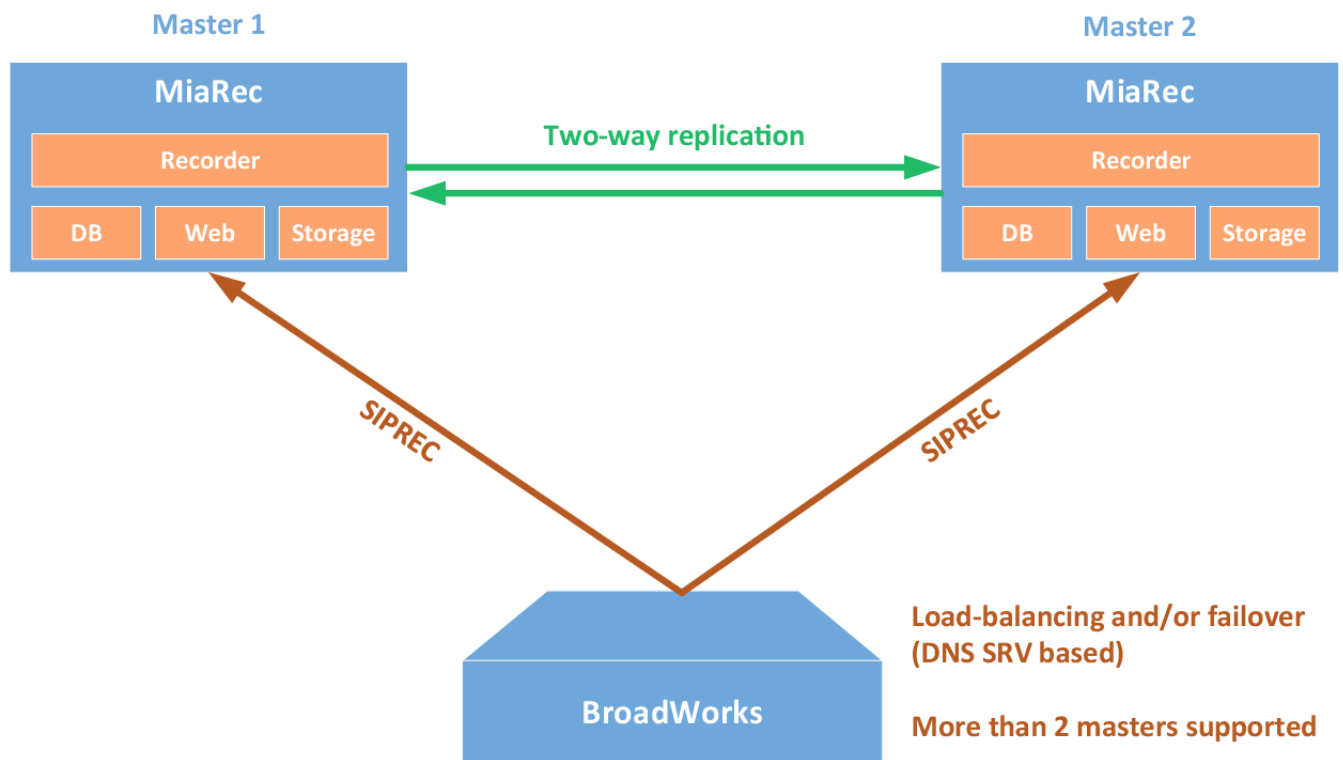 Master 1
Master 2
MiaRec
MiaRec
Two-way replication
Recorder
Recorder
DB
Web
Storage
DB
Web
Storage
SIPREC
SIPREC
Load-balancing and/or failover
(DNS SRV based)
BroadWorks
More than 2 masters supported